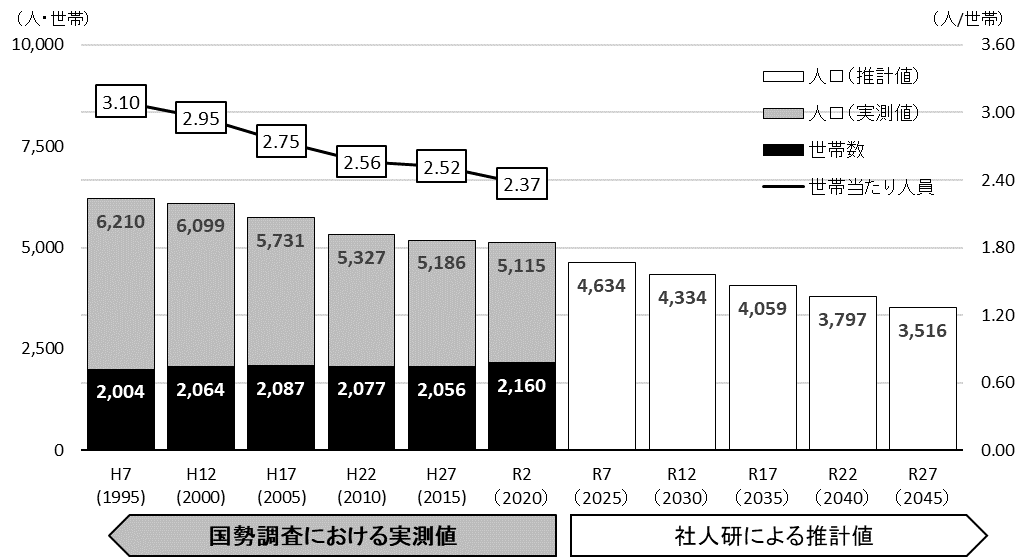 （人・世帯）
（人/世帯）
10,000
7,500
5,000
2,500
0
3.60
3.00
2.40
1.80
1.20
0.60
0.00
人口（推計値）
人口（実測値）
世帯数
世帯当たり人員
3.10
2.95
2.75
2.56
2.52
2.37
6,210
6,099
5,731
5,327
5,186
5,115
4,634
4,334
4,059
3,797
3,516
2,004
2,064
2,087
2,077
2,056
2,160
H7
(1995)
H12
(2000)
H17
(2005)
H22
(2010)
H27
(2015)
R2
（2020）
R7
（2025）
R12
（2030）
R17
（2035）
R22
（2040）
R27
（2045）
国勢調査における実測値
社人研による推計値